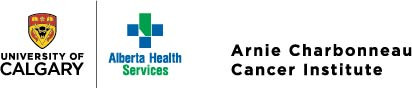 UNIVERSITY OF
CALGARY
Alberta Health
Services
Arnie Charbonneau
Cancer Institute